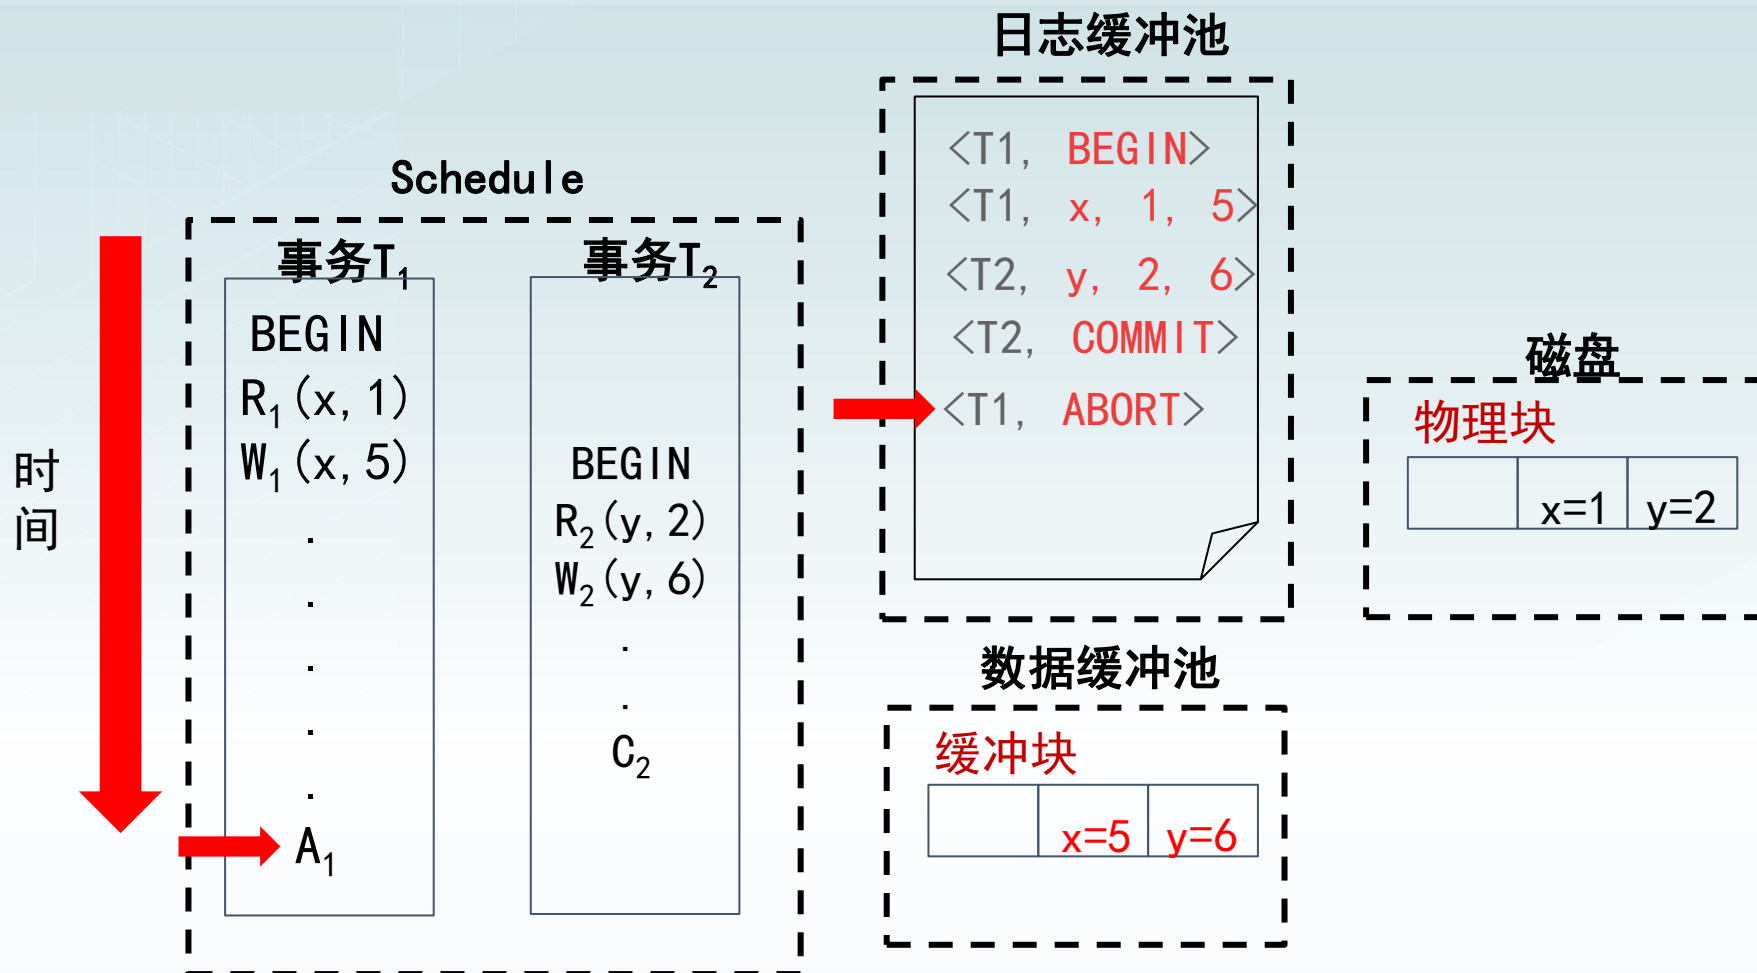 日志缓冲池
<T1, BEGIN>
<T1, x, 1, 5>
<T2, y, 2, 6>
<T2, COMMIT>
<T1, ABORT>
Schedule
事务T1
BEGIN
R1(x,1)
W1(x,5)
.
.
.
.
.
A1
事务T2
BEGIN
R2(y,2)
W2(y,6)
.
.
C2
时
间
磁盘
物理块
x=1 y=2
数据缓冲池
缓冲块
x=5 y=6